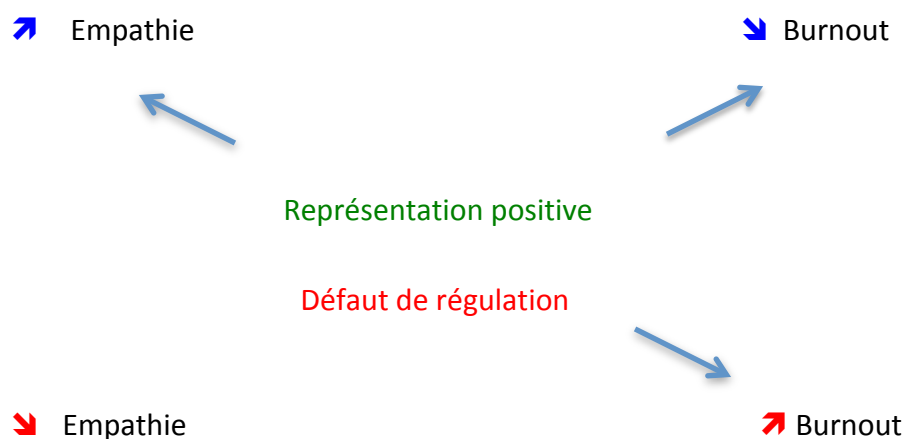 Empathie
Burnout
Représentation positive
Défaut de régulation
Empathie
Burnout